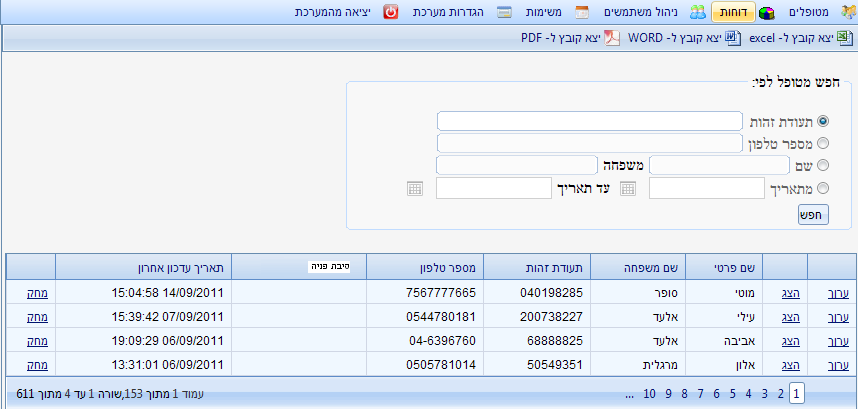 מטופלים דוחות ניהול משתמשים משימות הגדרות מערכת יציאה מהמערכת
יצא קובץ ל- excel יצא קובץ ל- WORD יצא קובץ ל- PDF
חפש מטופל לפי:
תעודת זהות
מספר טלפון
שם משפחה
מתאריך עד תאריך
חפש
שם פרטי שם משפחה תעודת זהות מספר טלפון סיבת פניה תאריך עדכון אחרון
ערוך הצג מוטי סופר 040198285 7567777665 15:04:58 14/09/2011 מחק
ערוך הצג עילי אלעד 200738227 0544780181 15:39:42 07/09/2011 מחק
ערוך הצג אביבה אלעד 68888825 04-6396760 19:09:29 06/09/2011 מחק
ערוך הצג אלון מרגלית 50549351 0505781014 13:31:01 06/09/2011 מחק
1 2 3 4 5 6 7 8 9 10 ... עמוד 1 מתוך 153,שורה 1 עד 4 מתוך 611